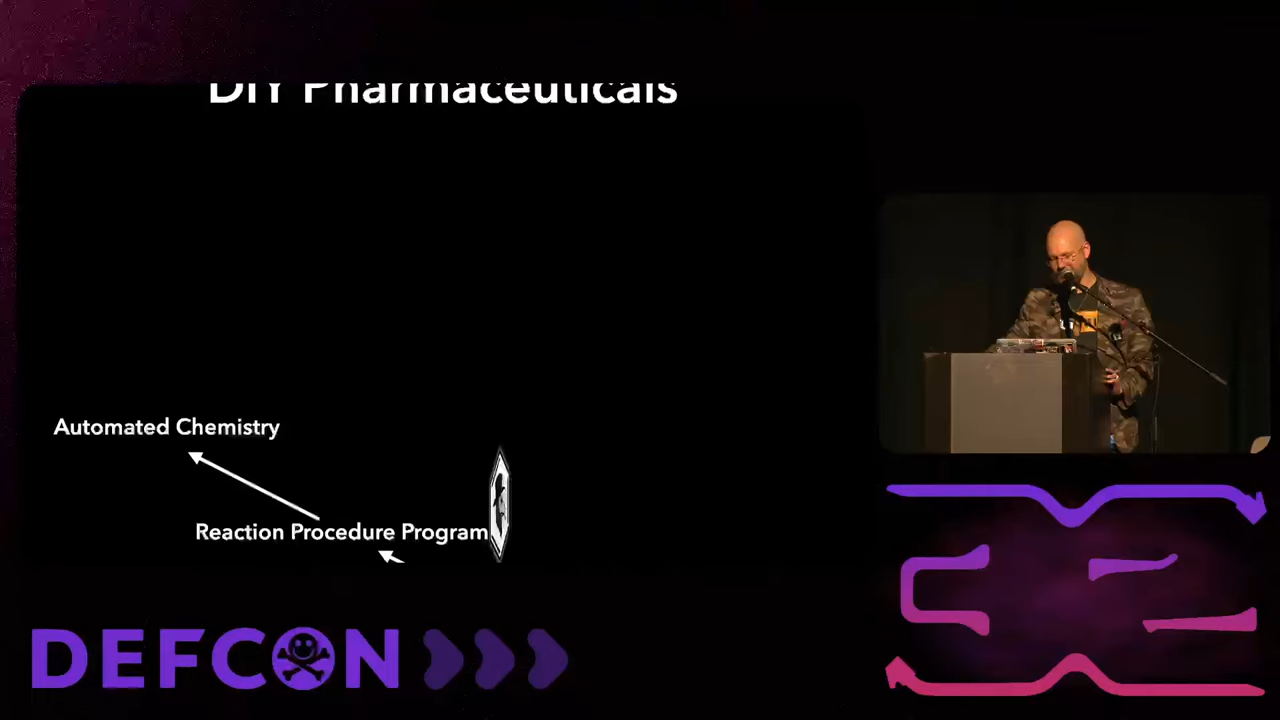 DIY Pharmaceuticals
Automated Chemistry
Reaction Procedure Program
DEFCON